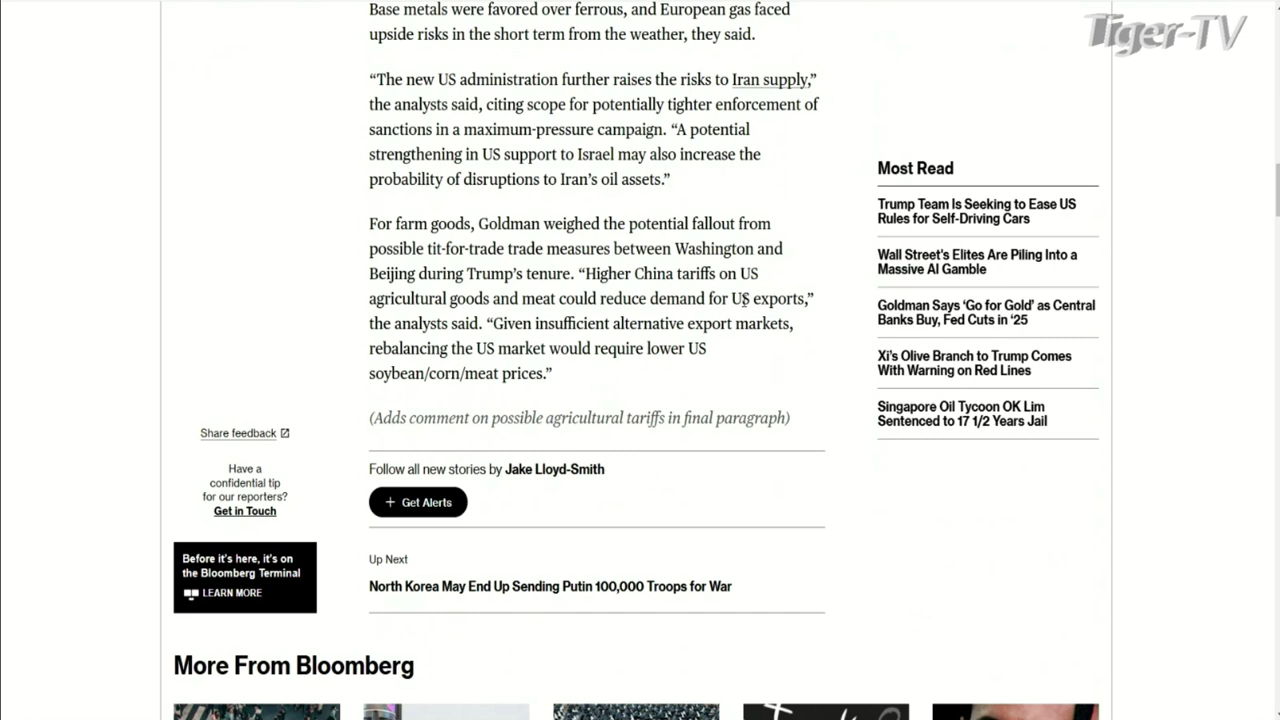 Tiger-TV
Base metals were favored over ferrous, and European gas faced
upside risks in the short term from the weather, they said.
“The new US administration further raises the risks to Iran supply,”
the analysts said, citing scope for potentially tighter enforcement of
sanctions in a maximum-pressure campaign. “A potential
strengthening in US support to Israel may also increase the
probability of disruptions to Iran’s oil assets.”
For farm goods, Goldman weighed the potential fallout from
possible tit-for-trade trade measures between Washington and
Beijing during Trump’s tenure. “Higher China tariffs on US
agricultural goods and meat could reduce demand for US exports,”
the analysts said. “Given insufficient alternative export markets,
rebalancing the US market would require lower US
soybean/corn/meat prices.”
(Adds comment on possible agricultural tariffs in final paragraph)
Share feedback
Have a
confidential tip
for our reporters?
Get in Touch
Before it’s here, it’s on
the Bloomberg Terminal
LEARN MORE
Follow all new stories by Jake Lloyd-Smith
+ Get Alerts
Up Next
North Korea May End Up Sending Putin 100,000 Troops for War
Most Read
Trump Team Is Seeking to Ease US
Rules for Self-Driving Cars
Wall Street’s Elites Are Piling Into a
Massive AI Gamble
Goldman Says ‘Go for Gold’ as Central
Banks Buy, Fed Cuts in ‘25
Xi’s Olive Branch to Trump Comes
With Warning on Red Lines
Singapore Oil Tycoon OK Lim
Sentenced to 17 1/2 Years Jail
More From Bloomberg